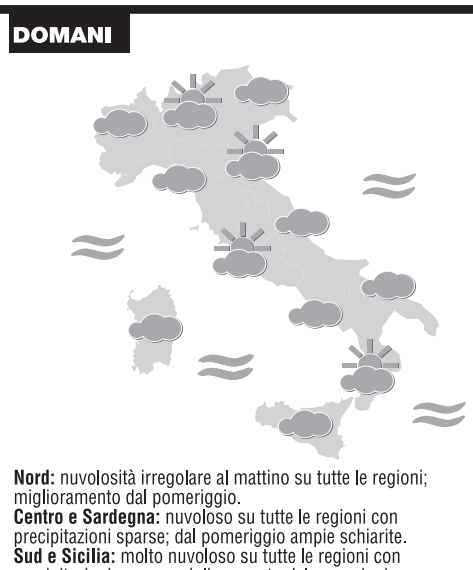 DOMANI
Nord: nuvolosità irregolare al mattino su tutte le regioni;
miglioramento dal pomeriggio.
Centro e Sardegna: nuvoloso su tutte le regioni con
precipitazioni sparse; dal pomeriggio ampie schiarite.
Sud e Sicilia: molto nuvoloso su tutte le regioni con